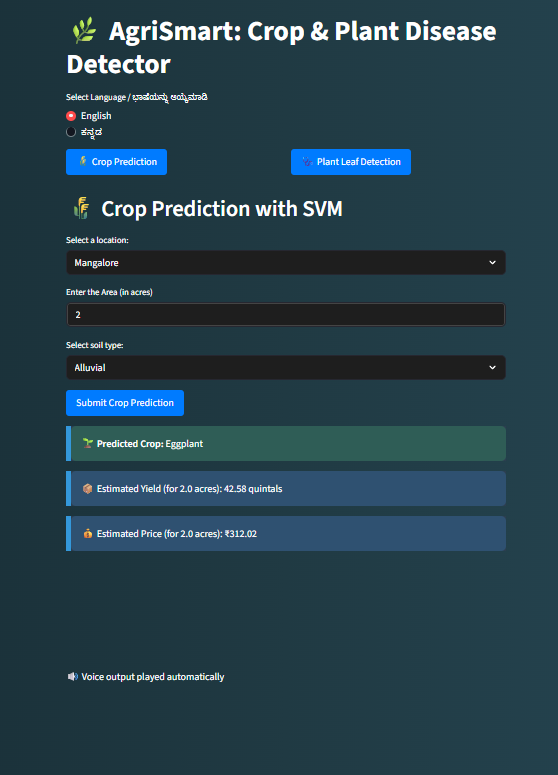 AgriSmart: Crop & Plant Disease
Detector
Select Language / ಭಾಷೆಯನ್ನು ಆಯ್ಕೆಮಾಡಿ
English
ಕನ್ನಡ
Crop Prediction
Plant Leaf Detection
Crop Prediction with SVM
Select a location:
Mangalore
Enter the Area (in acres)
2
Select soil type:
Alluvial
Submit Crop Prediction
Predicted Crop: Eggplant
Estimated Yield (for 2.0 acres): 42.58 quintals
Estimated Price (for 2.0 acres): ₹312.02
Voice output played automatically